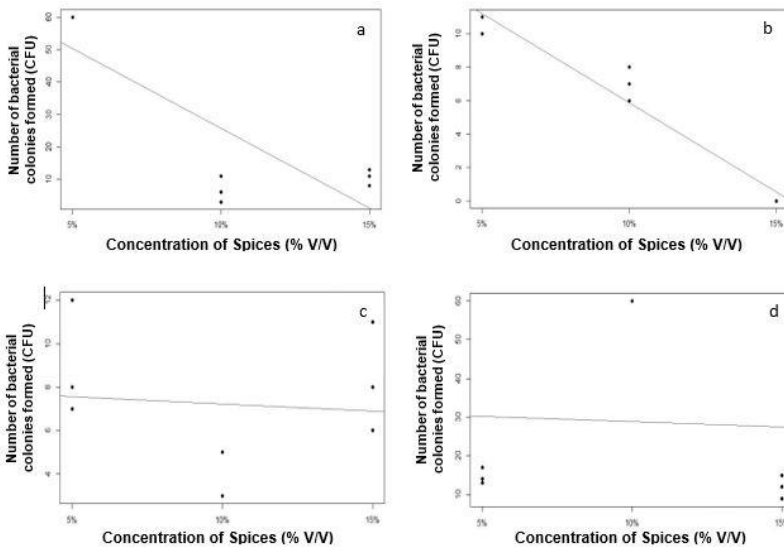 a
Number of bacterial
colonies formed (CFU)
60
50
40
30
20
10
5%
10%
15%
Concentration of Spices (% V/V)
b
Number of bacterial
colonies formed (CFU)
10
8
6
4
2
0
5%
10%
15%
Concentration of Spices (% V/V)
c
Number of bacterial
colonies formed (CFU)
12
10
8
6
4
5%
10%
15%
Concentration of Spices (% V/V)
d
Number of bacterial
colonies formed (CFU)
60
50
40
30
20
10
5%
10%
15%
Concentration of Spices (% V/V)